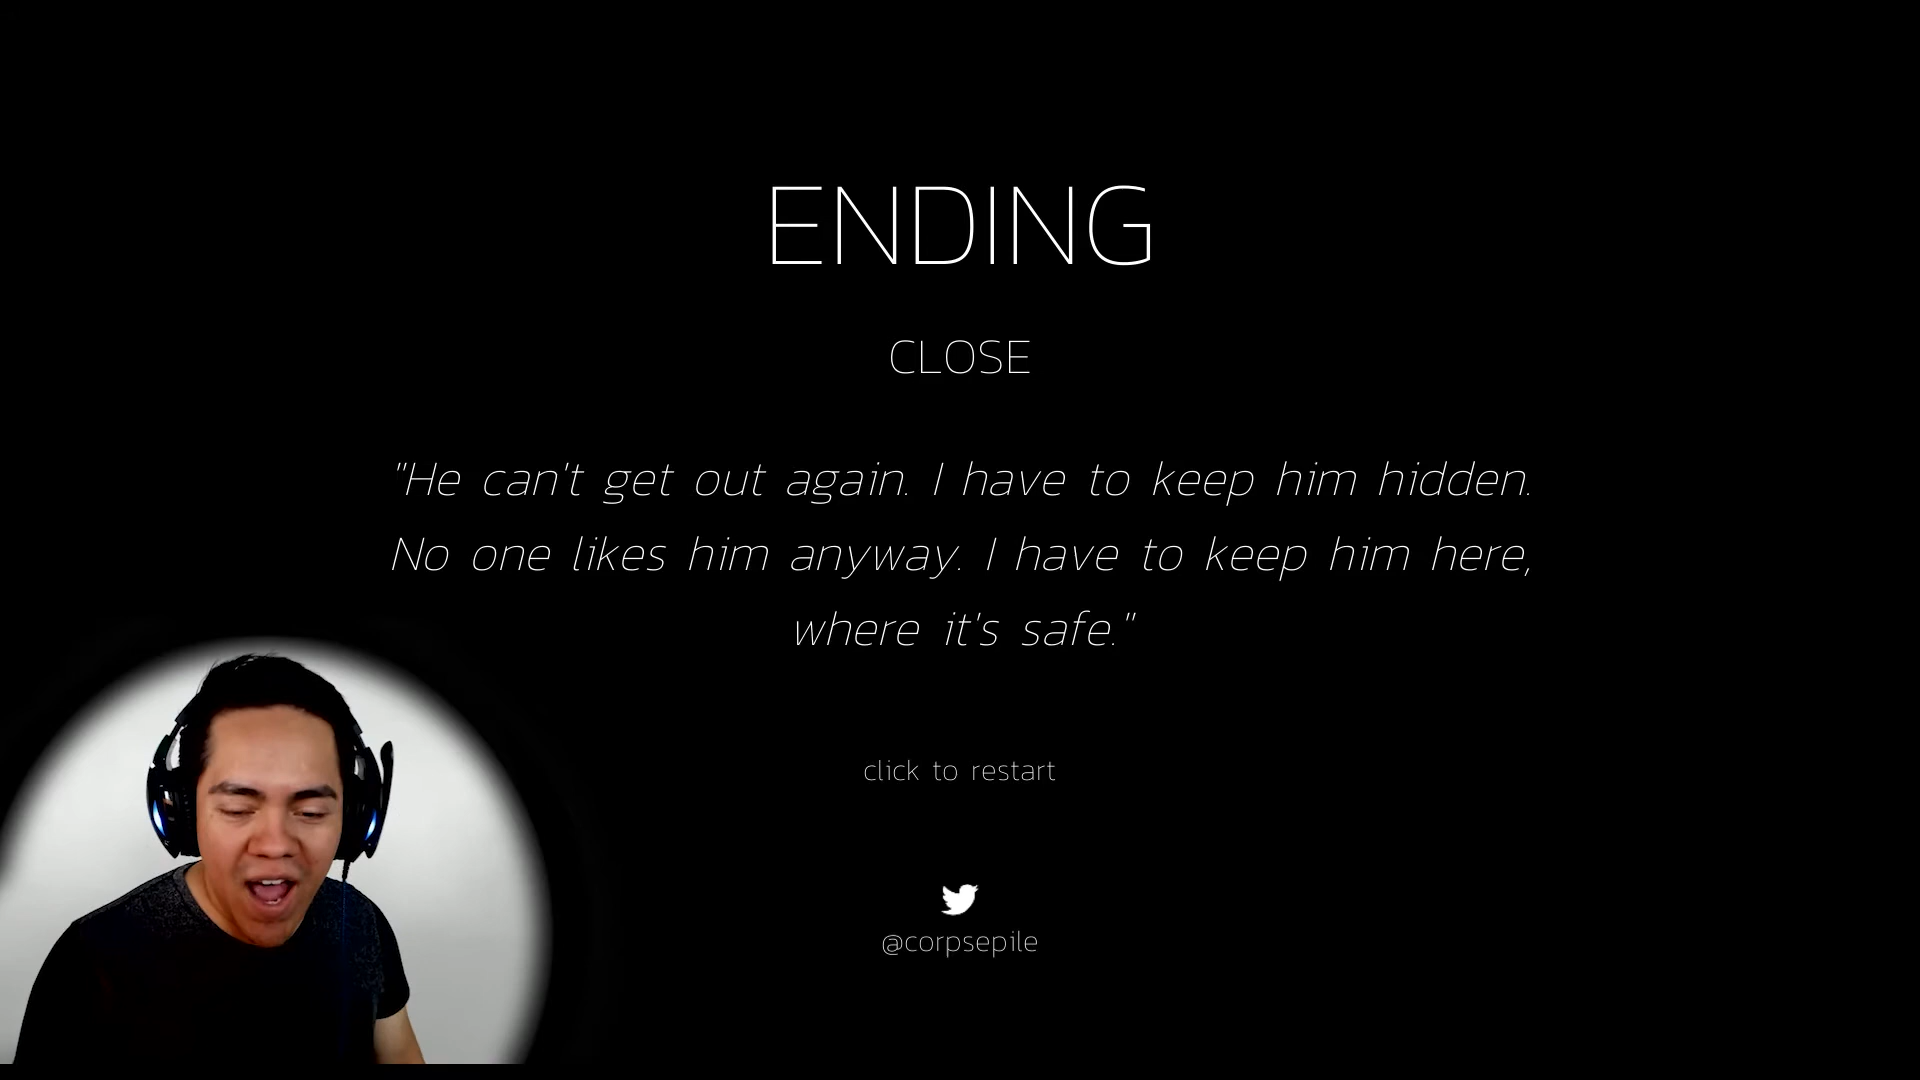 ENDING
CLOSE
"He can't get out again. I have to keep him hidden.
No one likes him anyway. I have to keep him here,
where it's safe."
click to restart
@corpsepile